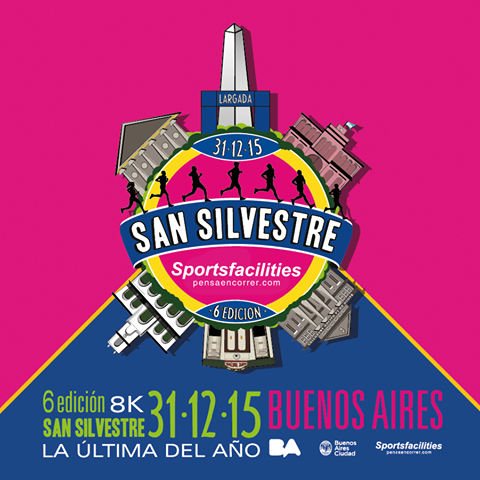 LARGADA
31·12·15
SAN SILVESTRE
Sportsfacilities
pensaencorrer.com
· 6 EDICION ·
6 edición 8K 31·12·15 BUENOS AIRES
SAN SILVESTRE
LA ÚLTIMA DEL AÑO
BA
Buenos
Aires
Ciudad
Sportsfacilities
pensaencorrer.com